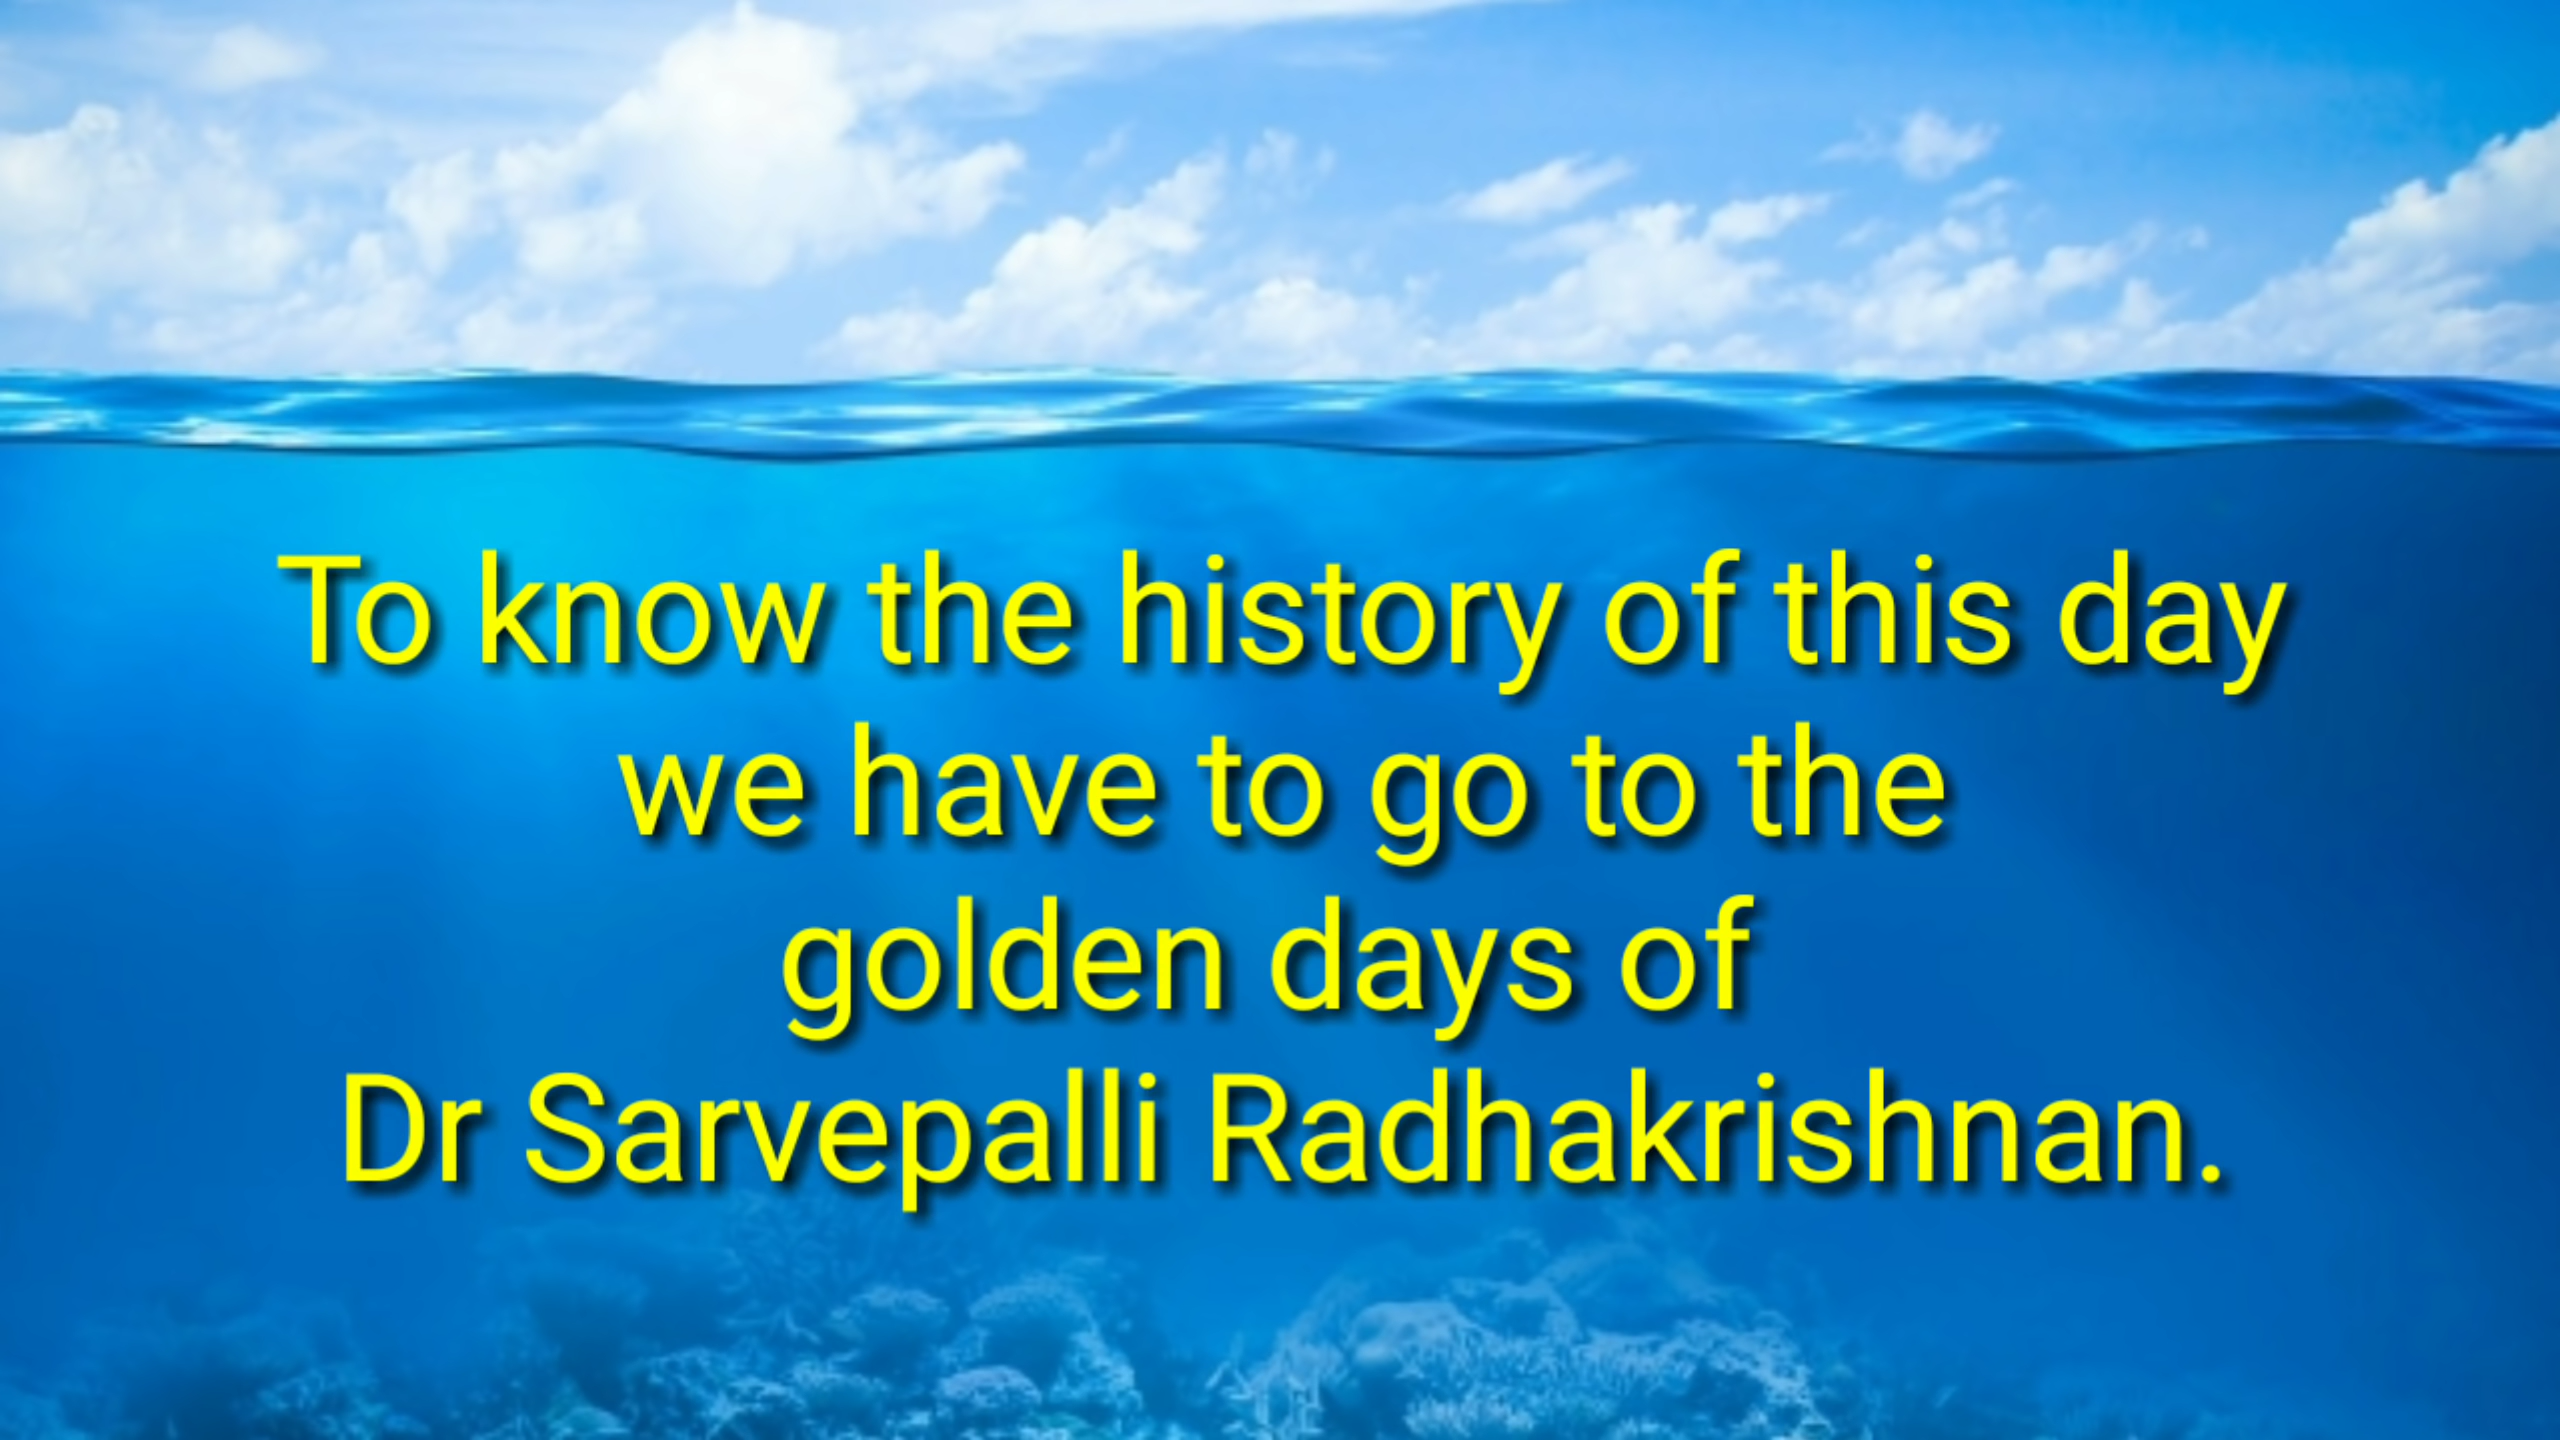 To know the history of this day
we have to go to the
golden days of
Dr Sarvepalli Radhakrishnan.